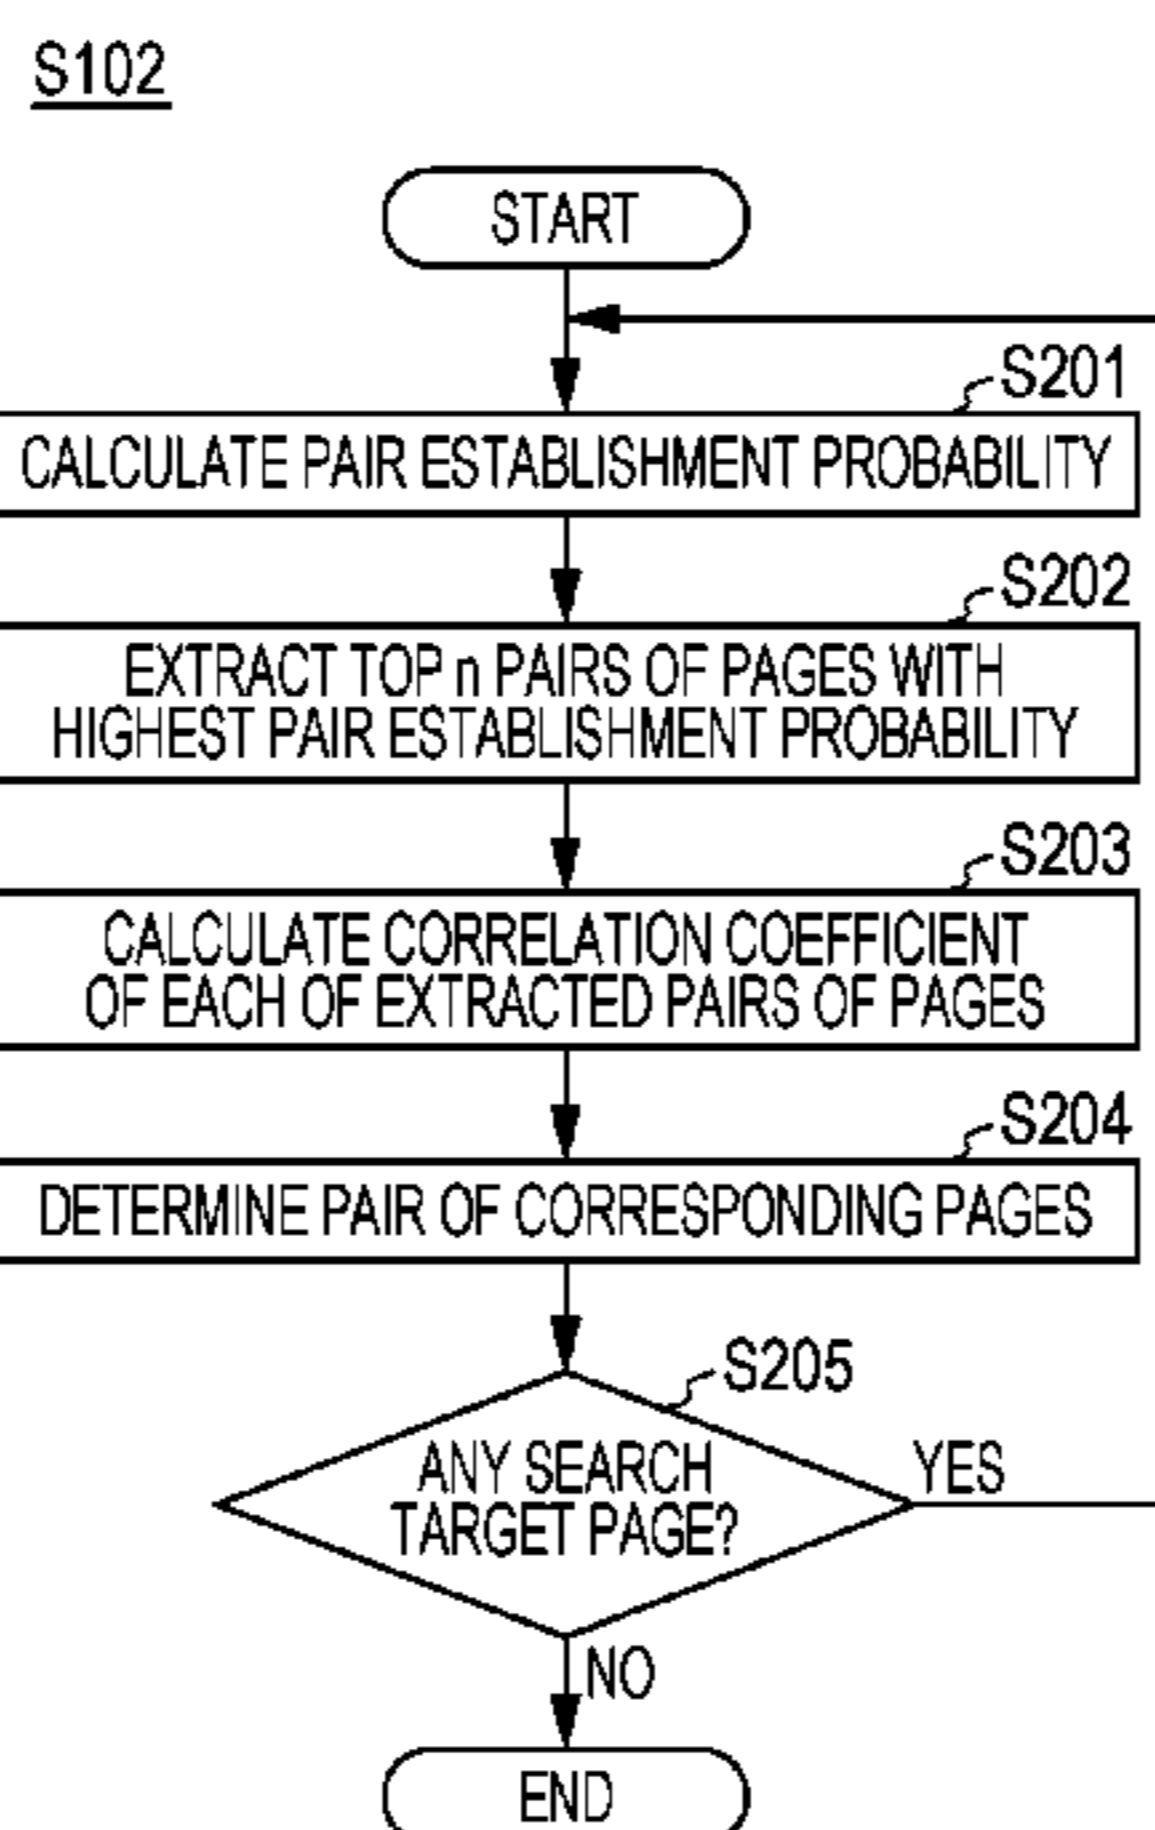 S102
START
S201
CALCULATE PAIR ESTABLISHMENT PROBABILITY
S202
EXTRACT TOP n PAIRS OF PAGES WITH
HIGHEST PAIR ESTABLISHMENT PROBABILITY
S203
CALCULATE CORRELATION COEFFICIENT
OF EACH OF EXTRACTED PAIRS OF PAGES
S204
DETERMINE PAIR OF CORRESPONDING PAGES
S205
ANY SEARCH
TARGET PAGE?
YES
NO
END